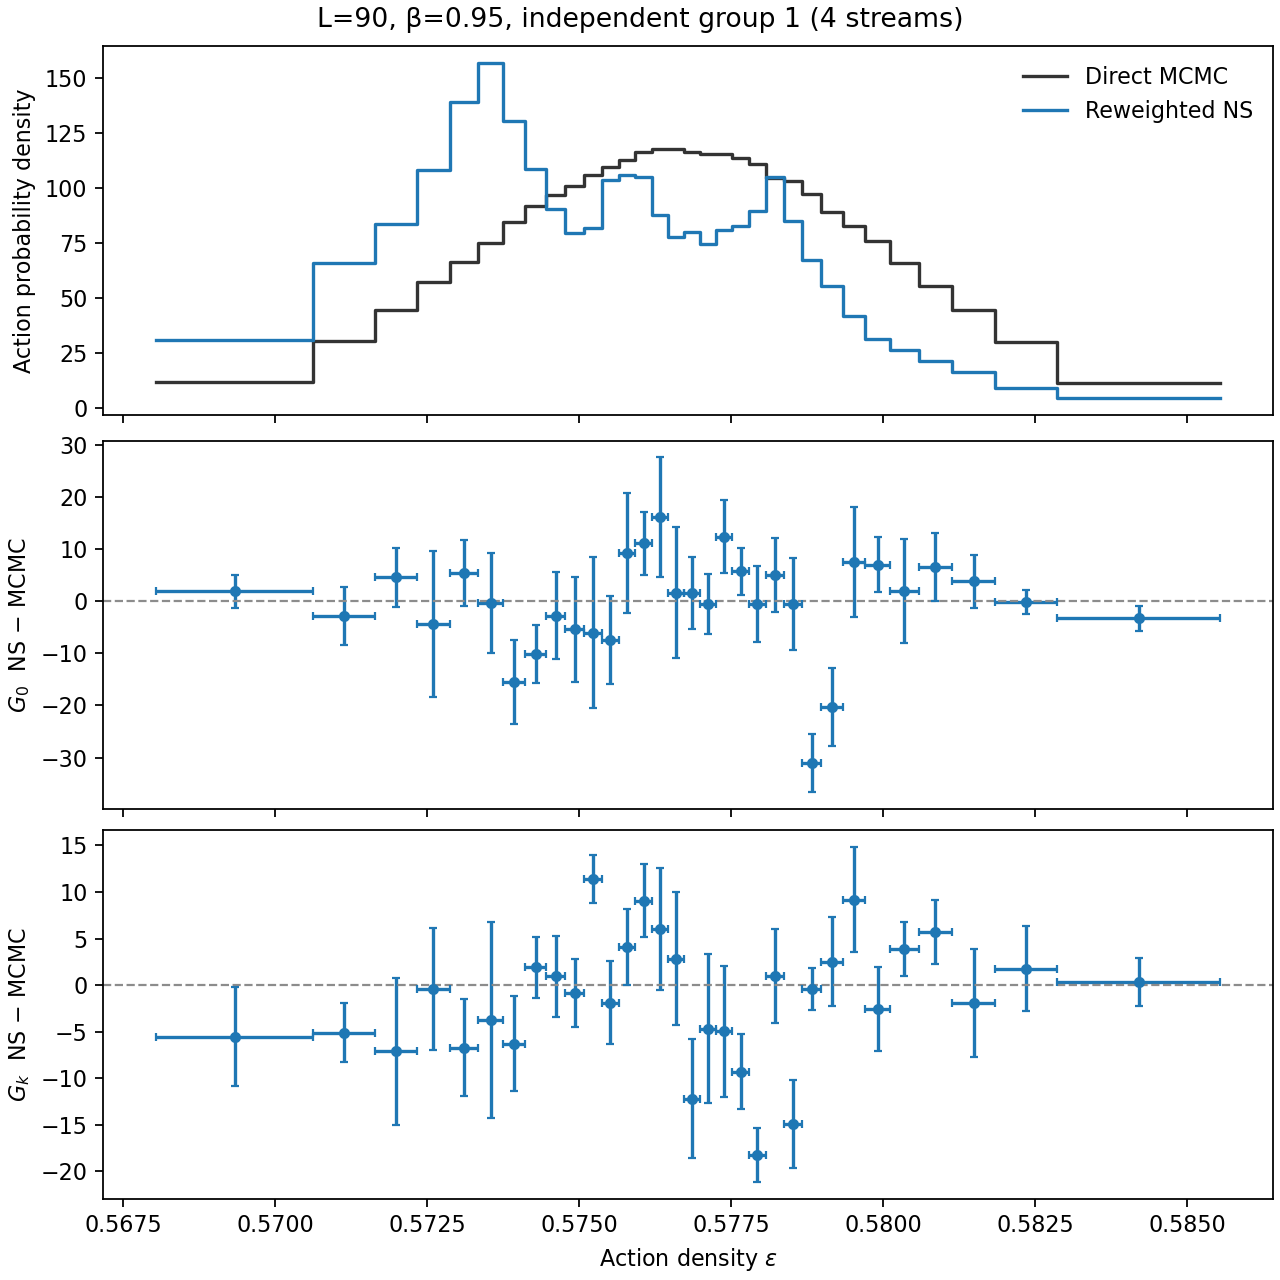 L=90, β=0.95, independent group 1 (4 streams)
Action probability density
150
125
100
75
50
25
0
Direct MCMC
Reweighted NS
G₀ NS − MCMC
30
20
10
0
−10
−20
−30
Gₖ NS − MCMC
15
10
5
0
−5
−10
−15
−20
0.5675 0.5700 0.5725 0.5750 0.5775 0.5800 0.5825 0.5850
Action density ε